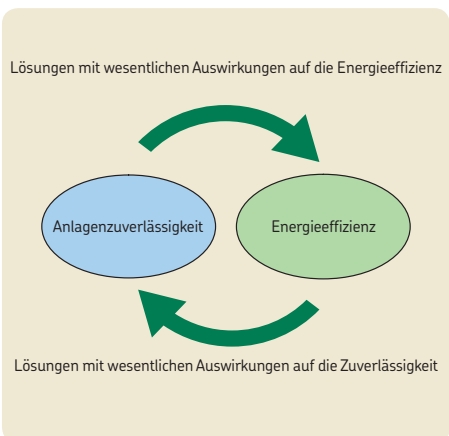 Lösungen mit wesentlichen Auswirkungen auf die Energieeffizienz
Anlagenzuverlässigkeit
Energieeffizienz
Lösungen mit wesentlichen Auswirkungen auf die Zuverlässigkeit